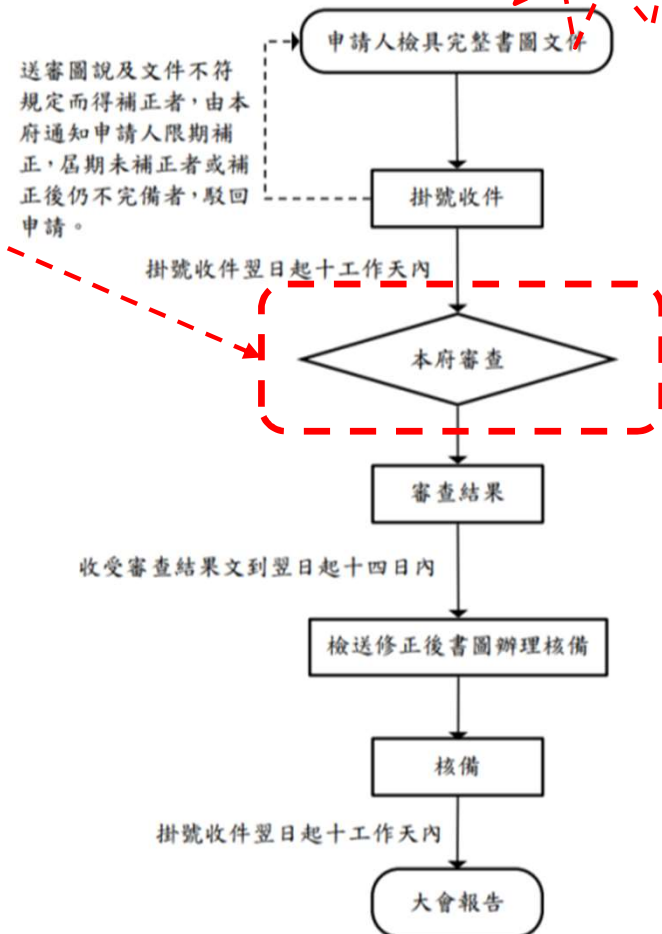 申請人檢具完整書圖文件
送審圖說及文件不符
規定而得補正者，由本
府通知申請人限期補
正，屆期未補正者或補
正後仍不完備者，駁回
申請。
掛號收件
掛號收件翌日起十工作天內
本府審查
審查結果
收受審查結果文到翌日起十四日內
檢送修正後書圖辦理核備
核備
掛號收件翌日起十工作天內
大會報告